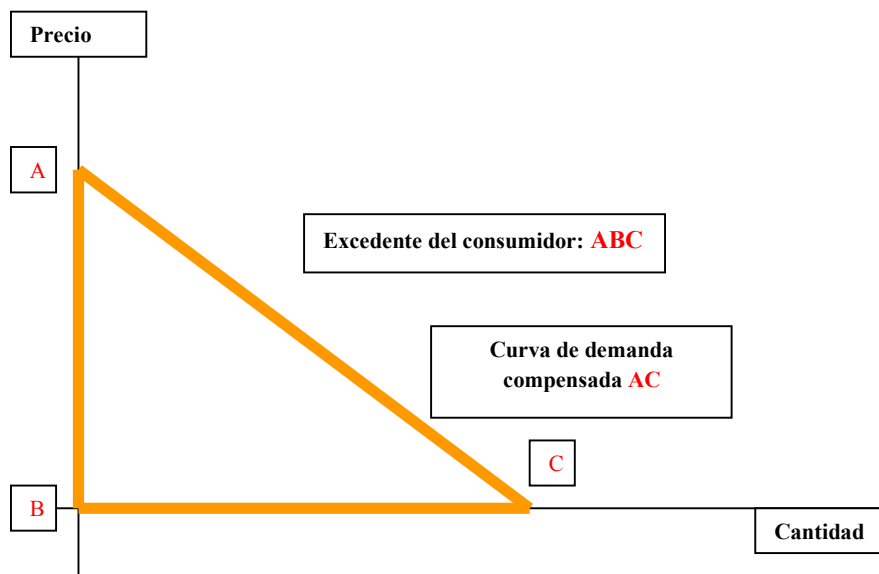 Precio
A
Excedente del consumidor: ABC
Curva de demanda
compensada AC
C
B
Cantidad